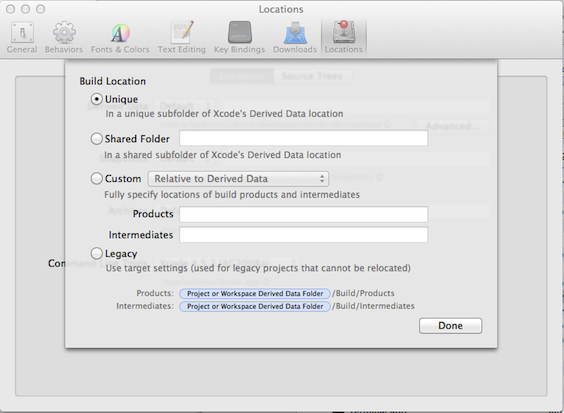 Locations
General Behaviors Fonts & Colors Text Editing Key Bindings Downloads Locations
Source Trees
Build Location
Unique
In a unique subfolder of Xcode's Derived Data location
Advanced...
Shared Folder
In a shared subfolder of Xcode's Derived Data location
Custom Relative to Derived Data
Fully specify locations of build products and intermediates
Products
Intermediates
Legacy
Use target settings (used for legacy projects that cannot be relocated)
Products: Project or Workspace Derived Data Folder /Build/Products
Intermediates: Project or Workspace Derived Data Folder /Build/Intermediates
Done